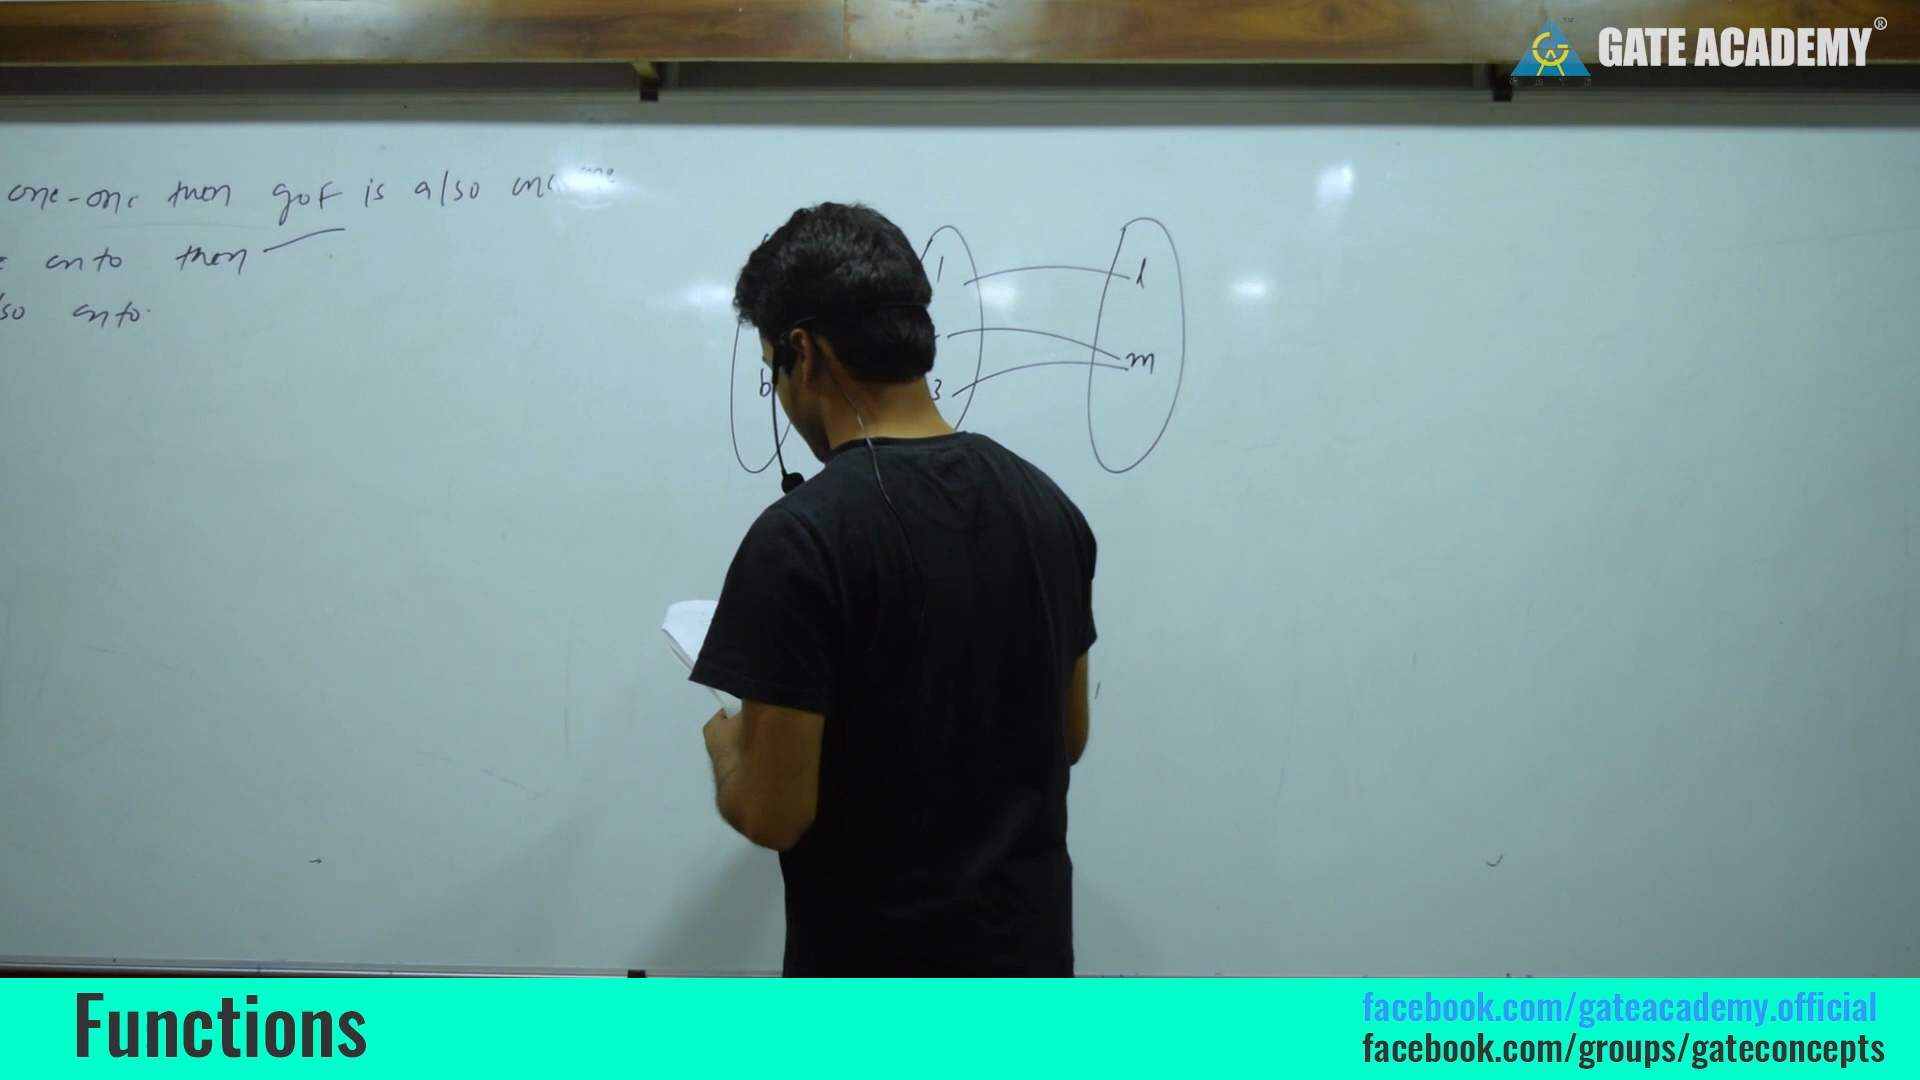 GATE ACADEMY®
one-one then gof is also
onto then
so onto.
1 l
m
b 3
Functions
facebook.com/gateacademy.official
facebook.com/groups/gateconcepts